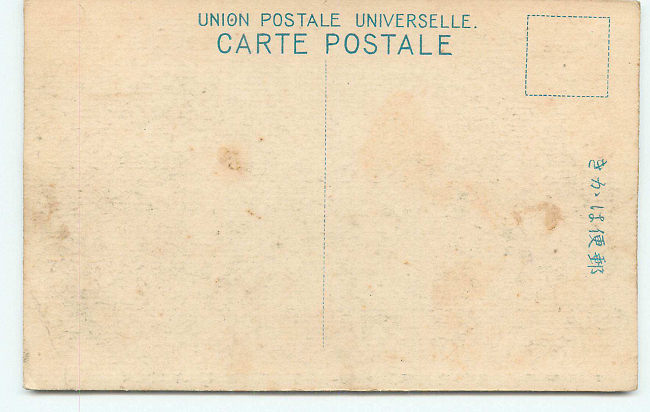 UNION POSTALE UNIVERSELLE.
CARTE POSTALE
郵便はかき